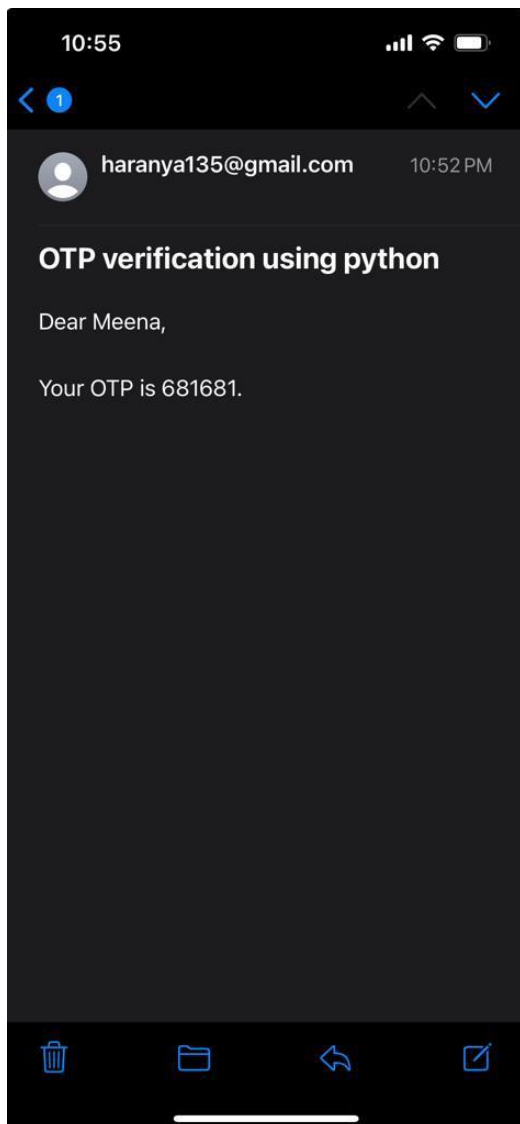 10:55
1
haranya135@gmail.com 10:52 PM
OTP verification using python
Dear Meena,
Your OTP is 681681.